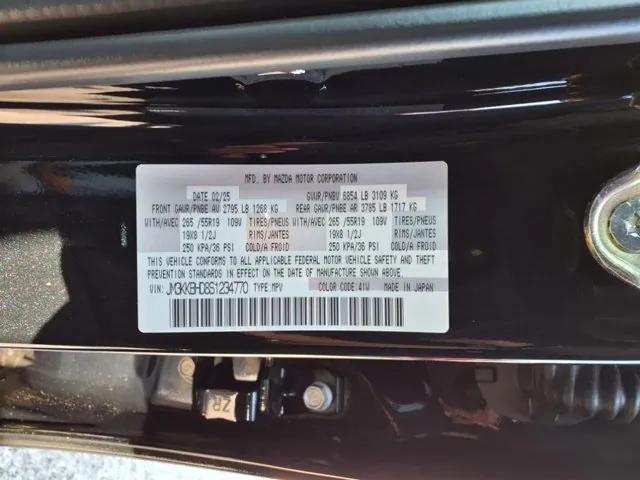 MFD. BY MAZDA MOTOR CORPORATION
DATE 02/25 GVWR/PNBV 6854 LB 3109 KG
FRONT GAWR/PNBE AV 2795 LB 1268 KG REAR GAWR/PNBE AR 3785 LB 1717 KG
WITH/AVEC 265 /55R19 109V TIRES/PNEUS WITH/AVEC 265 /55R19 109V TIRES/PNEUS
19X8 1/2J RIMS/JANTES 19X8 1/2J RIMS/JANTES
250 KPA/36 PSI COLD/A FROID 250 KPA/36 PSI COLD/A FROID
THIS VEHICLE CONFORMS TO ALL APPLICABLE FEDERAL MOTOR VEHICLE SAFETY AND THEFT
PREVENTION STANDARDS IN EFFECT ON THE DATE OF MANUFACTURE SHOWN ABOVE.
VIN: JM3KKBHD8S1234770 TYPE:MPV COLOR CODE 41W MADE IN JAPAN
ZR